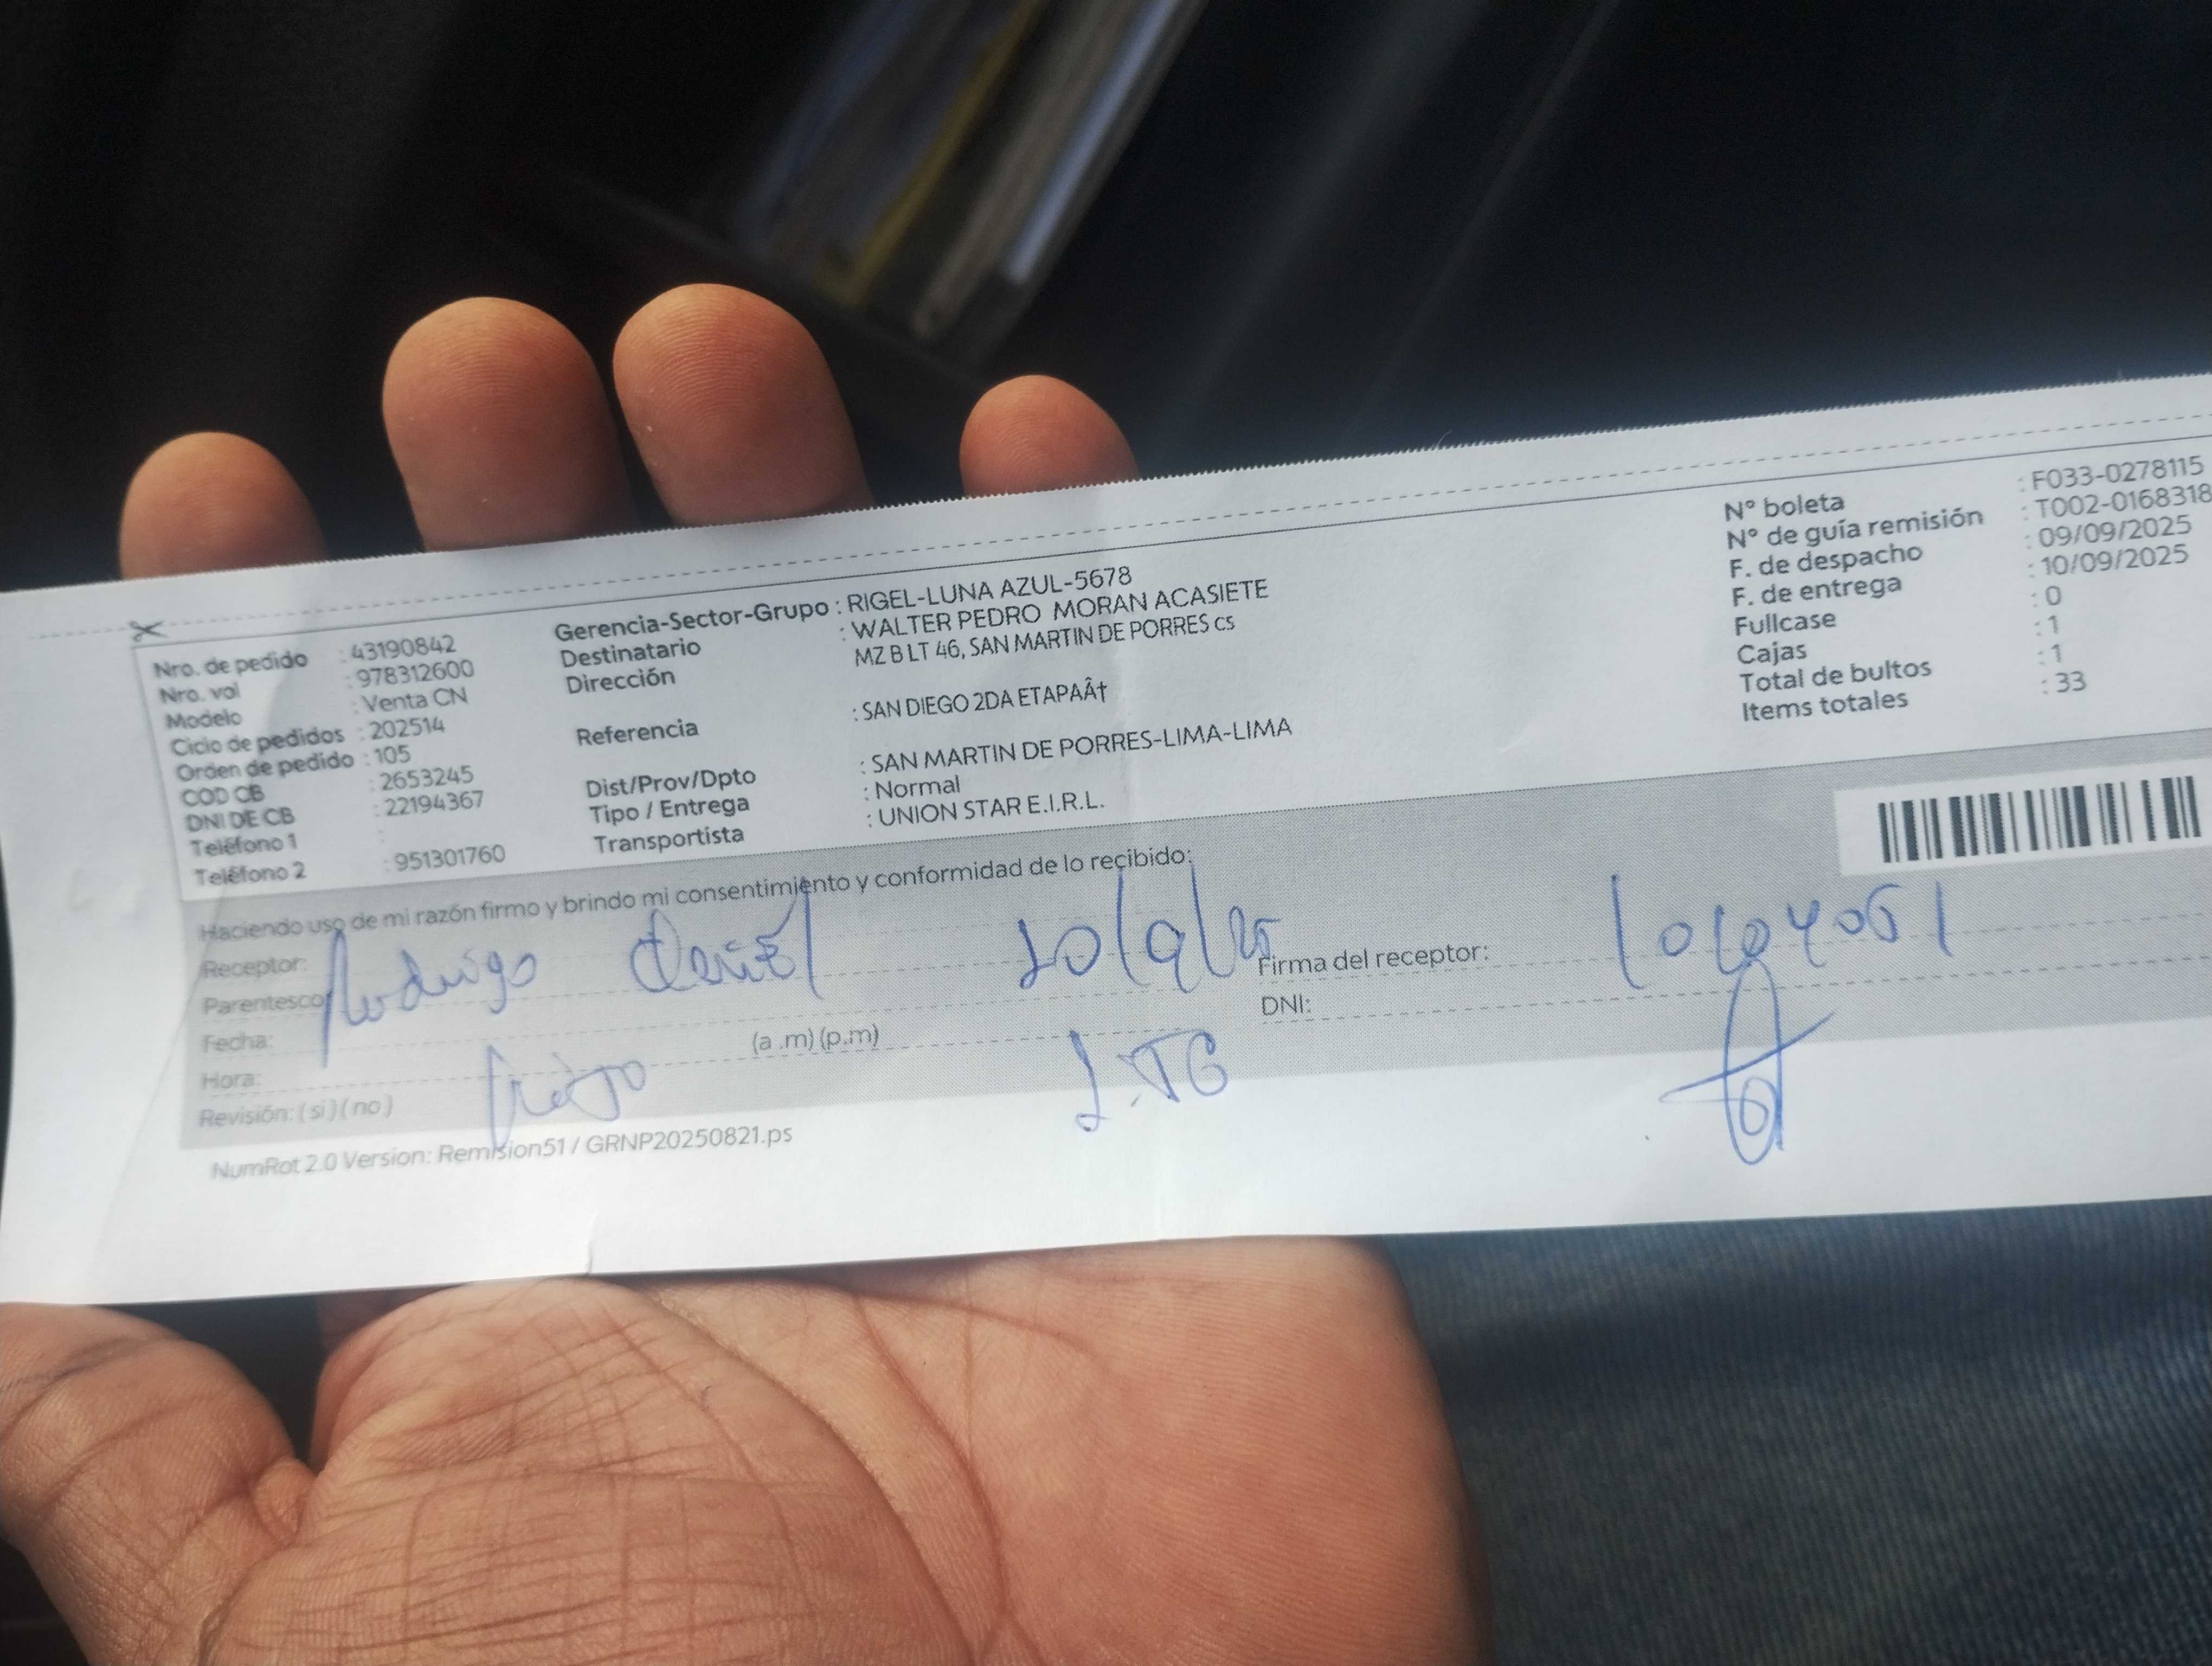 Nro. de pedido : 43190842
Nro. vol : 978312600
Modelo : Venta CN
Ciclo de pedidos : 202514
Orden de pedido : 105
COD CB : 2653245
DNI DE CB : 22194367
Teléfono 1 :
Teléfono 2 : 951301760
Gerencia-Sector-Grupo : RIGEL-LUNA AZUL-5678
Destinatario : WALTER PEDRO MORAN ACASIETE
Dirección MZ B LT 46, SAN MARTIN DE PORRES cs
Referencia : SAN DIEGO 2DA ETAPAÂ†
Dist/Prov/Dpto : SAN MARTIN DE PORRES-LIMA-LIMA
Tipo / Entrega : Normal
Transportista : UNION STAR E.I.R.L.
N° boleta : F033-0278115
N° de guía remisión : T002-0168318
F. de despacho : 09/09/2025
F. de entrega : 10/09/2025
Fullcase : 0
Cajas : 1
Total de bultos : 1
Items totales : 33
Haciendo uso de mi razón firmo y brindo mi consentimiento y conformidad de lo recibido:
Receptor: Rodrigo
Parentesco
Fecha:
Hora: (a .m) (p.m)
Revisión: ( si ) ( no )
10/9/25
Firma del receptor:
DNI:
NumRot 2.0 Version: Remision51 / GRNP20250821.ps